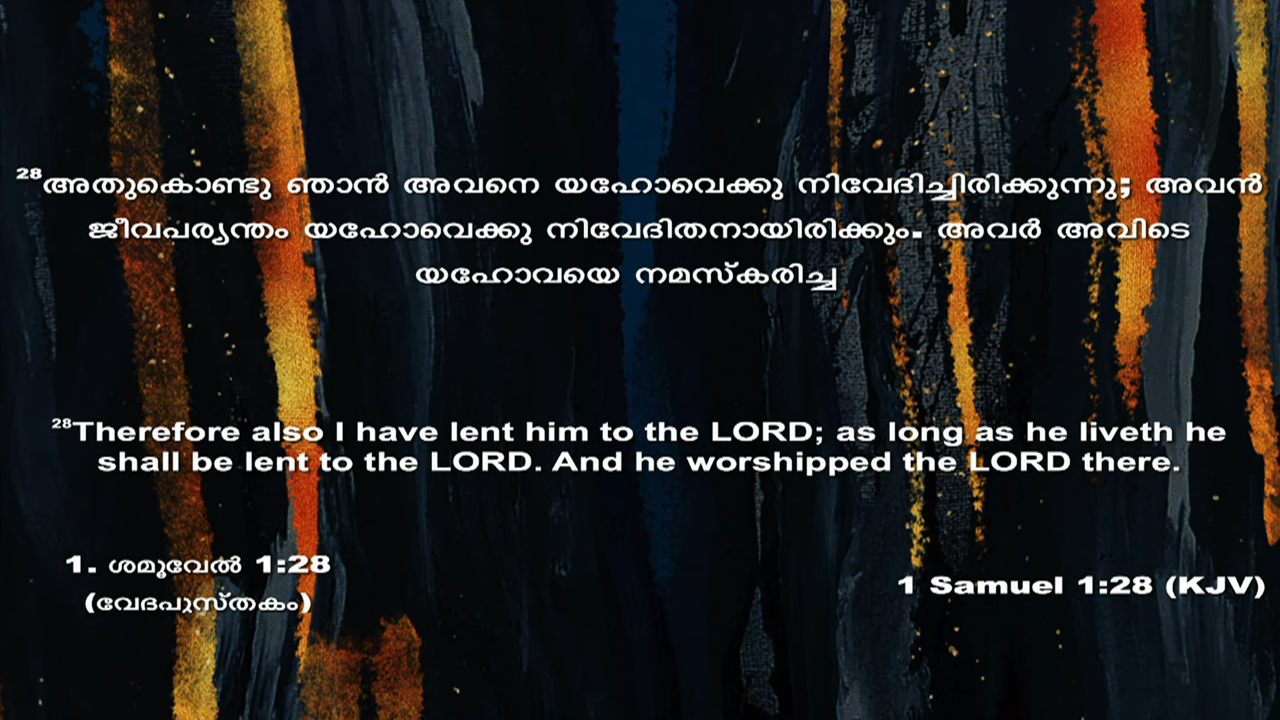 28അതുകൊണ്ടു ഞാൻ അവനെ യഹോവെക്കു നിവേദിച്ചിരിക്കുന്നു; അവൻ
ജീവപര്യന്തം യഹോവെക്കു നിവേദിതനായിരിക്കും. അവർ അവിടെ
യഹോവയെ നമസ്കരിച്ച
28Therefore also I have lent him to the LORD; as long as he liveth he
shall be lent to the LORD. And he worshipped the LORD there.
1. ശമൂവേൽ 1:28
(വേദപുസ്തകം)
1 Samuel 1:28 (KJV)